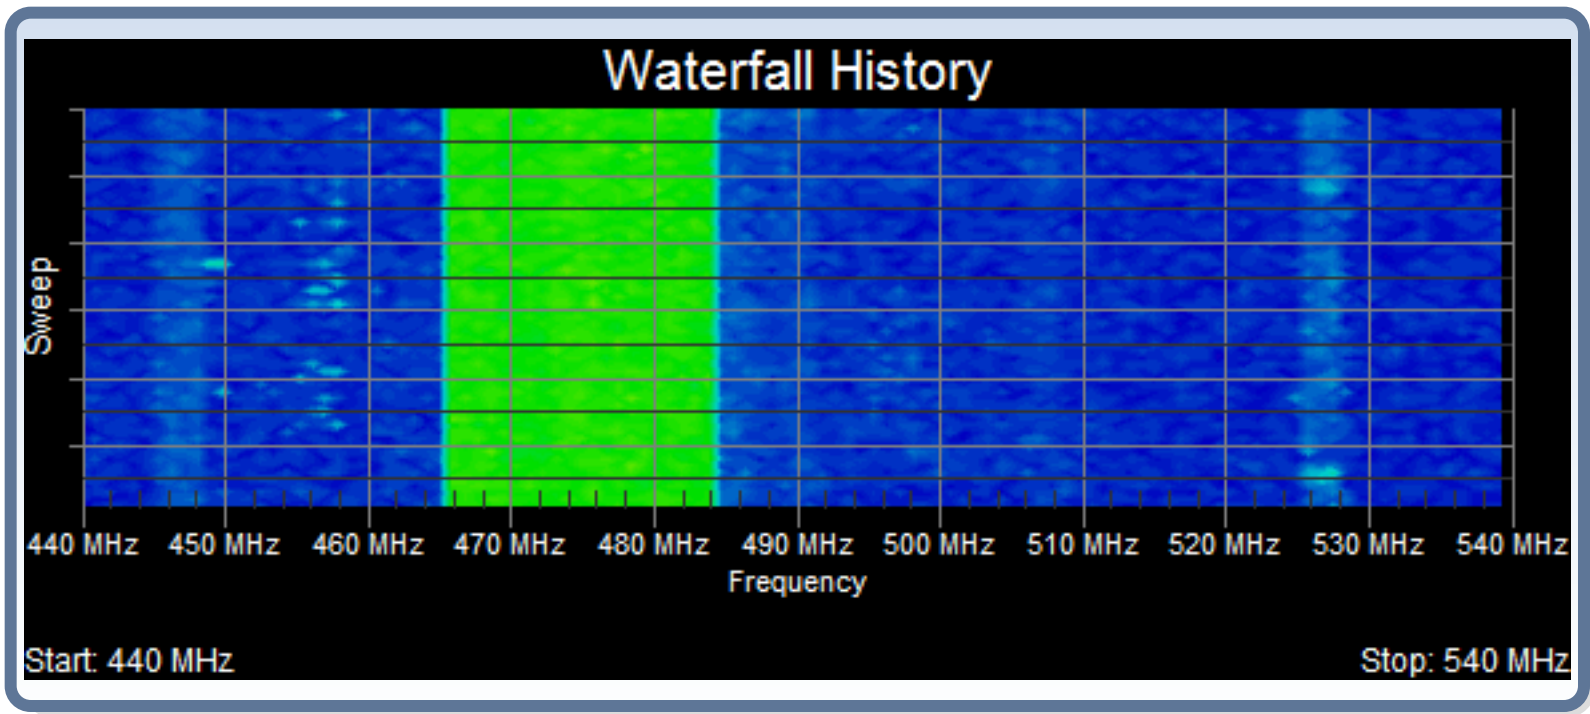 Waterfall History
Sweep
440 MHz 450 MHz 460 MHz 470 MHz 480 MHz 490 MHz 500 MHz 510 MHz 520 MHz 530 MHz 540 MHz
Frequency
Start: 440 MHz
Stop: 540 MHz